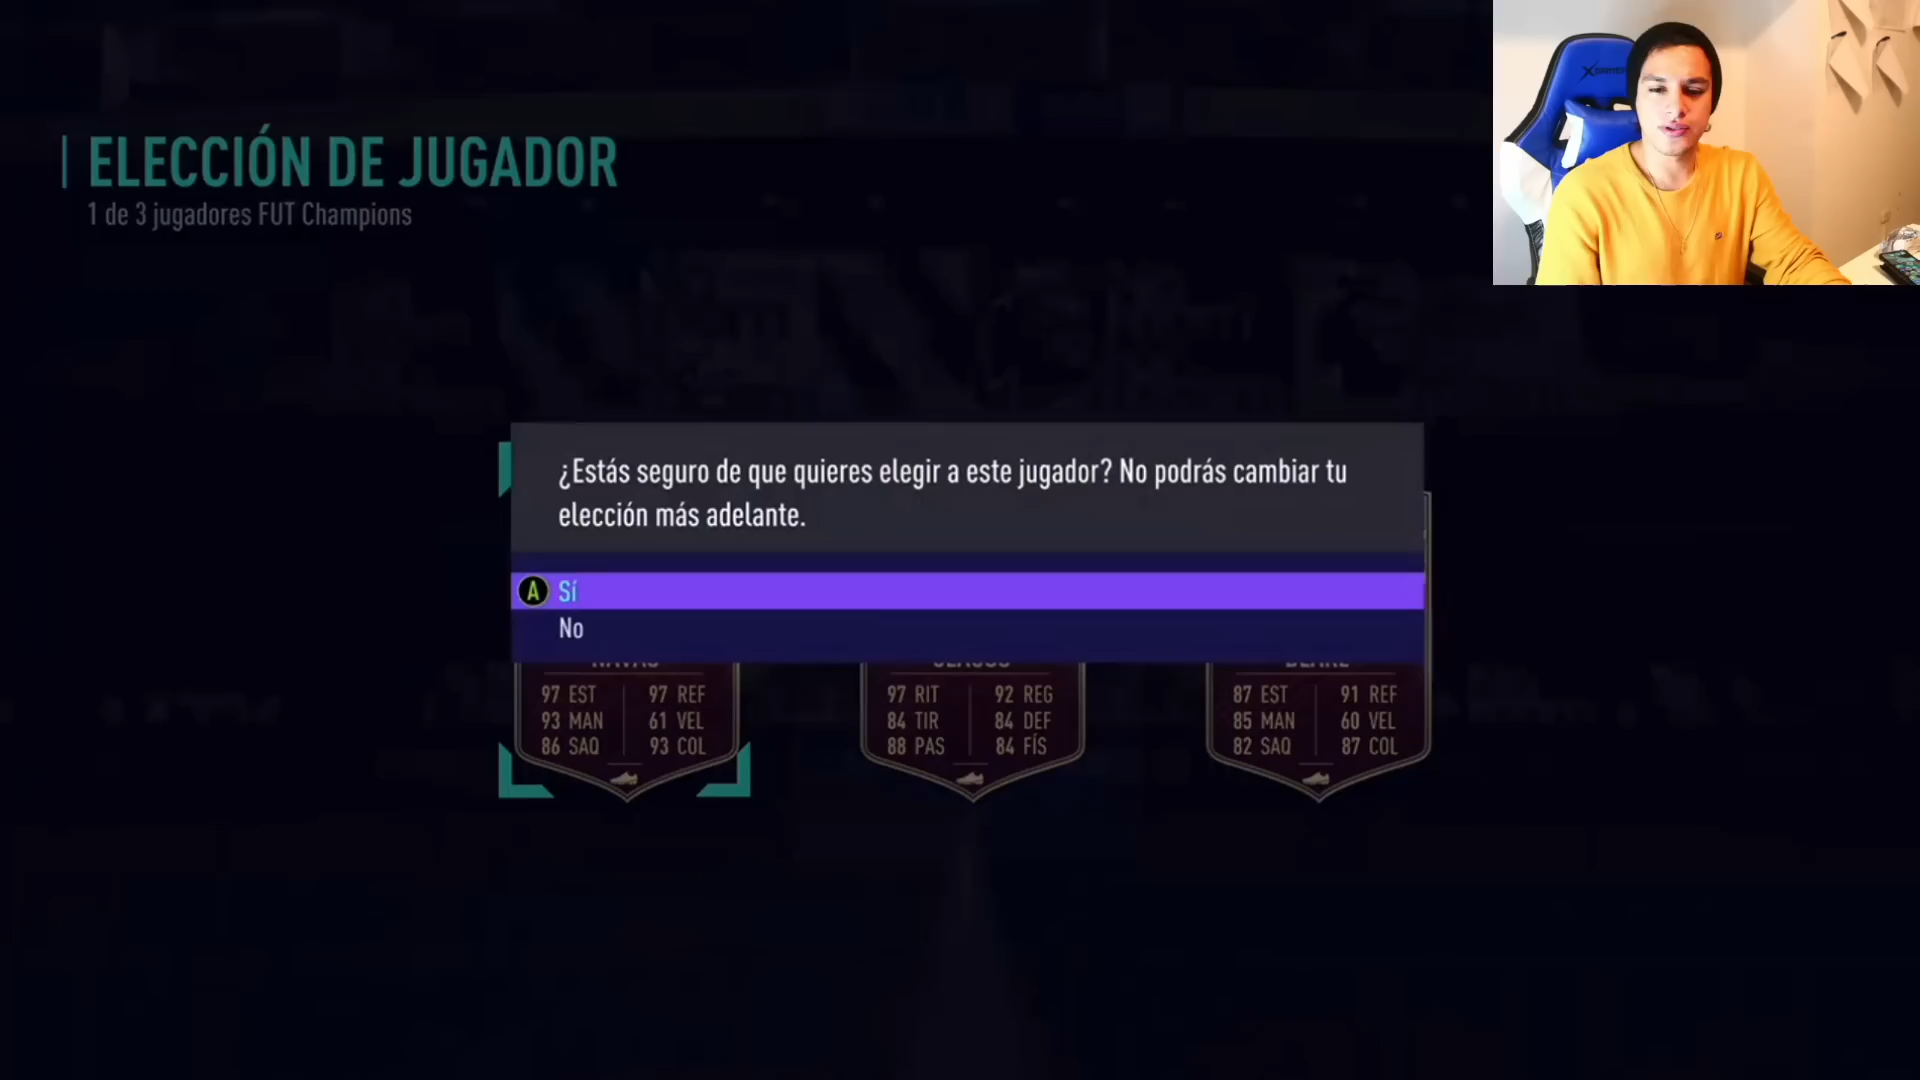 ELECCIÓN DE JUGADOR
1 de 3 jugadores FUT Champions
¿Estás seguro de que quieres elegir a este jugador? No podrás cambiar tu
elección más adelante.
A Sí
No
97 EST 97 REF
93 MAN 61 VEL
86 SAQ 93 COL
97 RIT 92 REG
84 TIR 84 DEF
88 PAS 84 FÍS
87 EST 91 REF
85 MAN 60 VEL
82 SAQ 87 COL